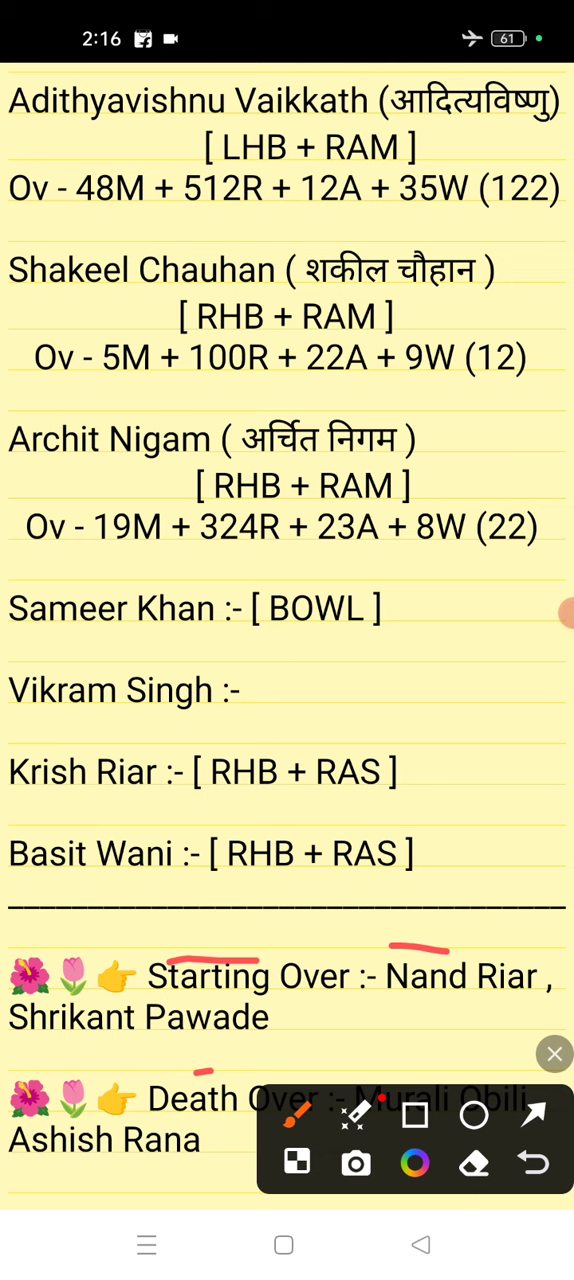 2:16
61
Adithyavishnu Vaikkath (आदित्यविष्णु)
[ LHB + RAM ]
Ov - 48M + 512R + 12A + 35W (122)
Shakeel Chauhan ( शकील चौहान )
[ RHB + RAM ]
Ov - 5M + 100R + 22A + 9W (12)
Archit Nigam ( अर्चित निगम )
[ RHB + RAM ]
Ov - 19M + 324R + 23A + 8W (22)
Sameer Khan :- [ BOWL ]
Vikram Singh :-
Krish Riar :- [ RHB + RAS ]
Basit Wani :- [ RHB + RAS ]
🌺🌷👉 Starting Over :- Nand Riar ,
Shrikant Pawade
🌺🌷👉 Death Over :- Murali Obili,
Ashish Rana